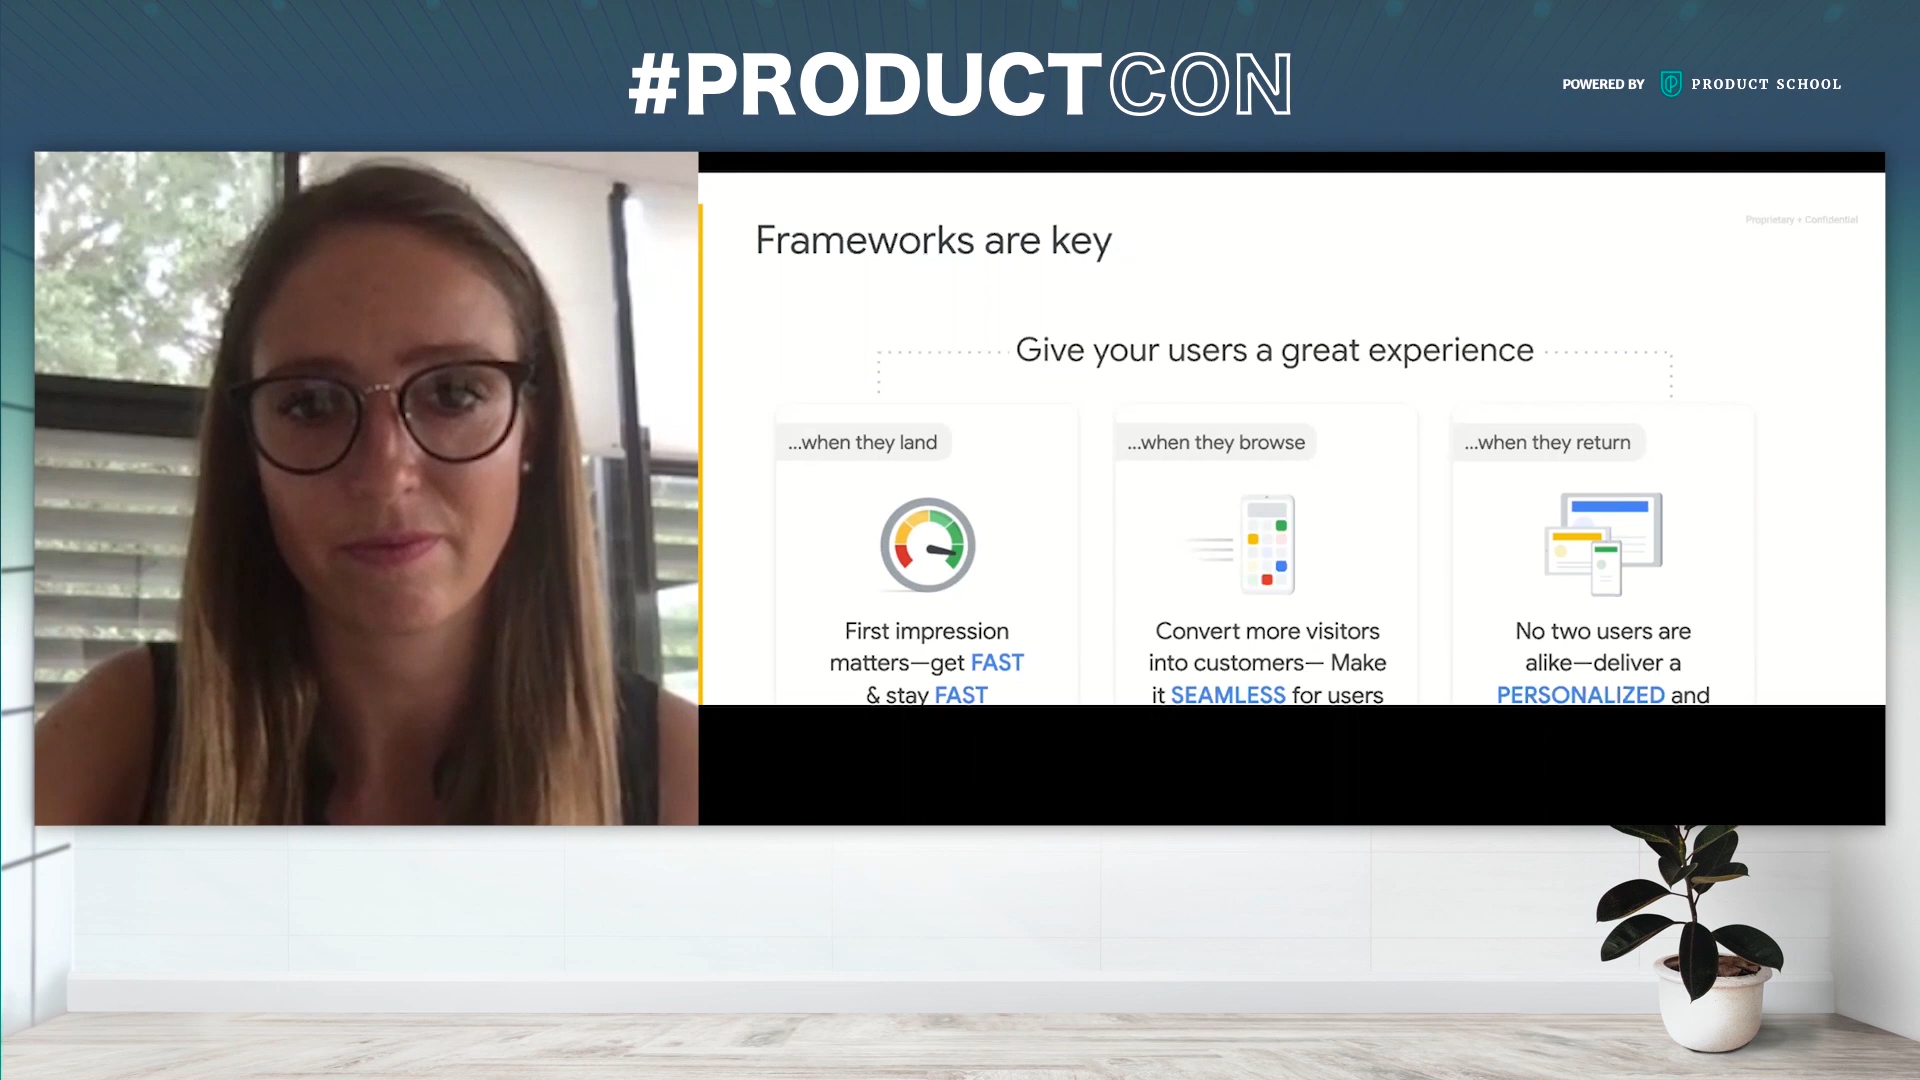 #PRODUCTCON
POWERED BY PRODUCT SCHOOL
Proprietary + Confidential
Frameworks are key
Give your users a great experience
...when they land
First impression
matters—get FAST
& stay FAST
...when they browse
Convert more visitors
into customers— Make
it SEAMLESS for users
...when they return
No two users are
alike—deliver a
PERSONALIZED and